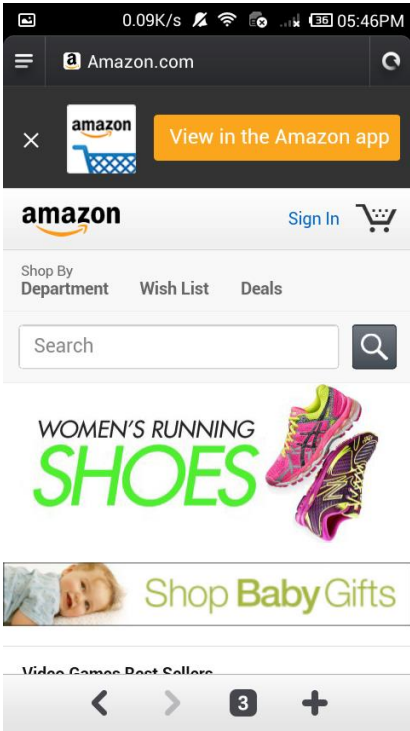 0.09K/s 36 05:46PM
a Amazon.com
amazon
View in the Amazon app
amazon
Sign In
Shop By
Department Wish List Deals
Search
WOMEN'S RUNNING
SHOES
Shop Baby Gifts
Video Games Best Sellers
3